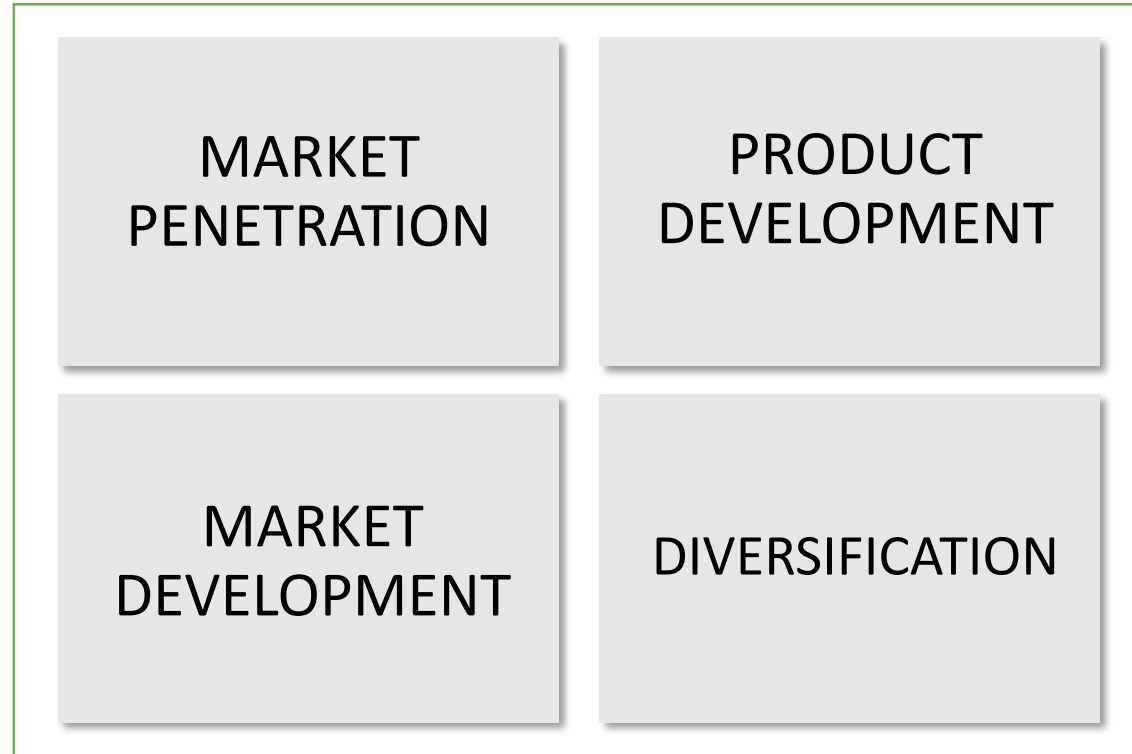 MARKET
PENETRATION
PRODUCT
DEVELOPMENT
MARKET
DEVELOPMENT
DIVERSIFICATION